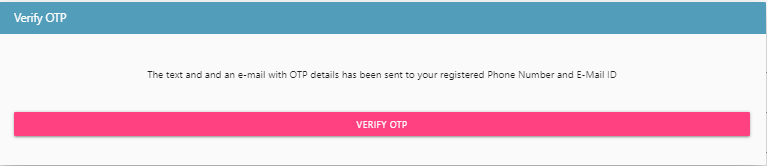 Verify OTP
The text and and an e-mail with OTP details has been sent to your registered Phone Number and E-Mail ID
VERIFY OTP